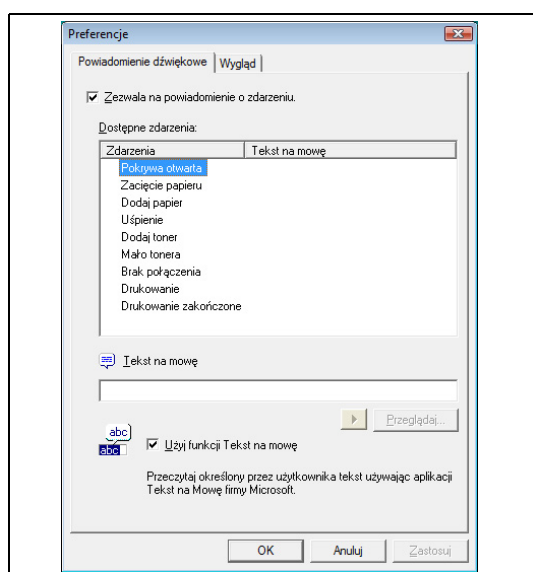 Preferencje
Powiadomienie dźwiękowe Wygląd
Zezwala na powiadomienie o zdarzeniu.
Dostępne zdarzenia:
Zdarzenia Tekst na mowę
Pokrywa otwarta
Zacięcie papieru
Dodaj papier
Uśpienie
Dodaj toner
Mało tonera
Brak połączenia
Drukowanie
Drukowanie zakończone
Tekst na mowę
Przeglądaj...
abc
abc
Użyj funkcji Tekst na mowę
Przeczytaj określony przez użytkownika tekst używając aplikacji
Tekst na Mowę firmy Microsoft.
OK Anuluj Zastosuj